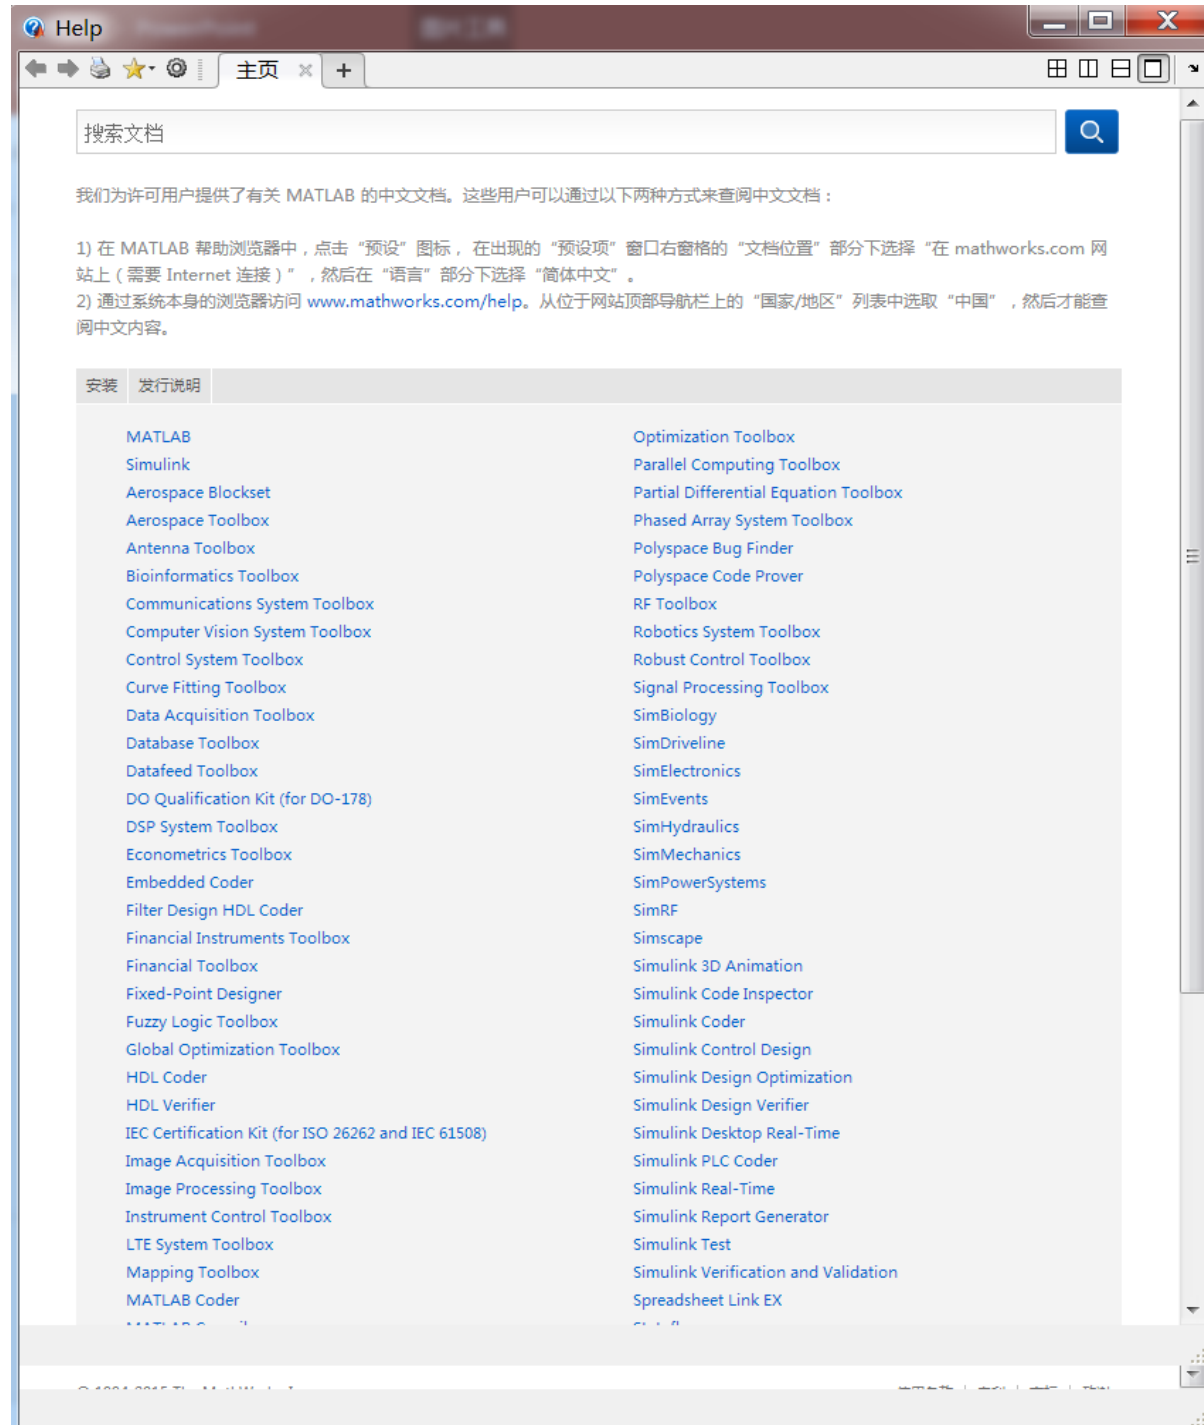 Help
主页
搜索文档
我们为许可用户提供了有关 MATLAB 的中文文档。这些用户可以通过以下两种方式来查阅中文文档：
1) 在 MATLAB 帮助浏览器中，点击“预设”图标， 在出现的“预设项”窗口右窗格的“文档位置”部分下选择“在 mathworks.com 网
站上（需要 Internet 连接）”，然后在“语言”部分下选择“简体中文”。
2) 通过系统本身的浏览器访问 www.mathworks.com/help。从位于网站顶部导航栏上的“国家/地区”列表中选取“中国”，然后才能查
阅中文内容。
安装 发行说明
MATLAB
Simulink
Aerospace Blockset
Aerospace Toolbox
Antenna Toolbox
Bioinformatics Toolbox
Communications System Toolbox
Computer Vision System Toolbox
Control System Toolbox
Curve Fitting Toolbox
Data Acquisition Toolbox
Database Toolbox
Datafeed Toolbox
DO Qualification Kit (for DO-178)
DSP System Toolbox
Econometrics Toolbox
Embedded Coder
Filter Design HDL Coder
Financial Instruments Toolbox
Financial Toolbox
Fixed-Point Designer
Fuzzy Logic Toolbox
Global Optimization Toolbox
HDL Coder
HDL Verifier
IEC Certification Kit (for ISO 26262 and IEC 61508)
Image Acquisition Toolbox
Image Processing Toolbox
Instrument Control Toolbox
LTE System Toolbox
Mapping Toolbox
MATLAB Coder
Optimization Toolbox
Parallel Computing Toolbox
Partial Differential Equation Toolbox
Phased Array System Toolbox
Polyspace Bug Finder
Polyspace Code Prover
RF Toolbox
Robotics System Toolbox
Robust Control Toolbox
Signal Processing Toolbox
SimBiology
SimDriveline
SimElectronics
SimEvents
SimHydraulics
SimMechanics
SimPowerSystems
SimRF
Simscape
Simulink 3D Animation
Simulink Code Inspector
Simulink Coder
Simulink Control Design
Simulink Design Optimization
Simulink Design Verifier
Simulink Desktop Real-Time
Simulink PLC Coder
Simulink Real-Time
Simulink Report Generator
Simulink Test
Simulink Verification and Validation
Spreadsheet Link EX